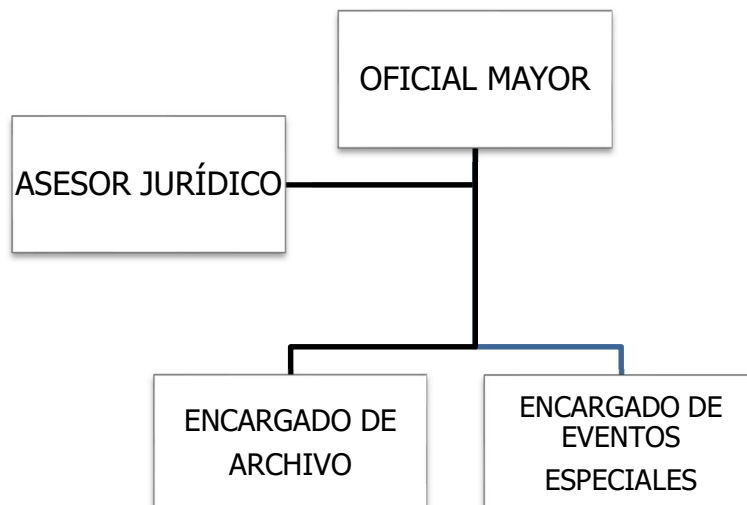 OFICIAL MAYOR
ASESOR JURÍDICO
ENCARGADO DE
ARCHIVO
ENCARGADO DE
EVENTOS
ESPECIALES